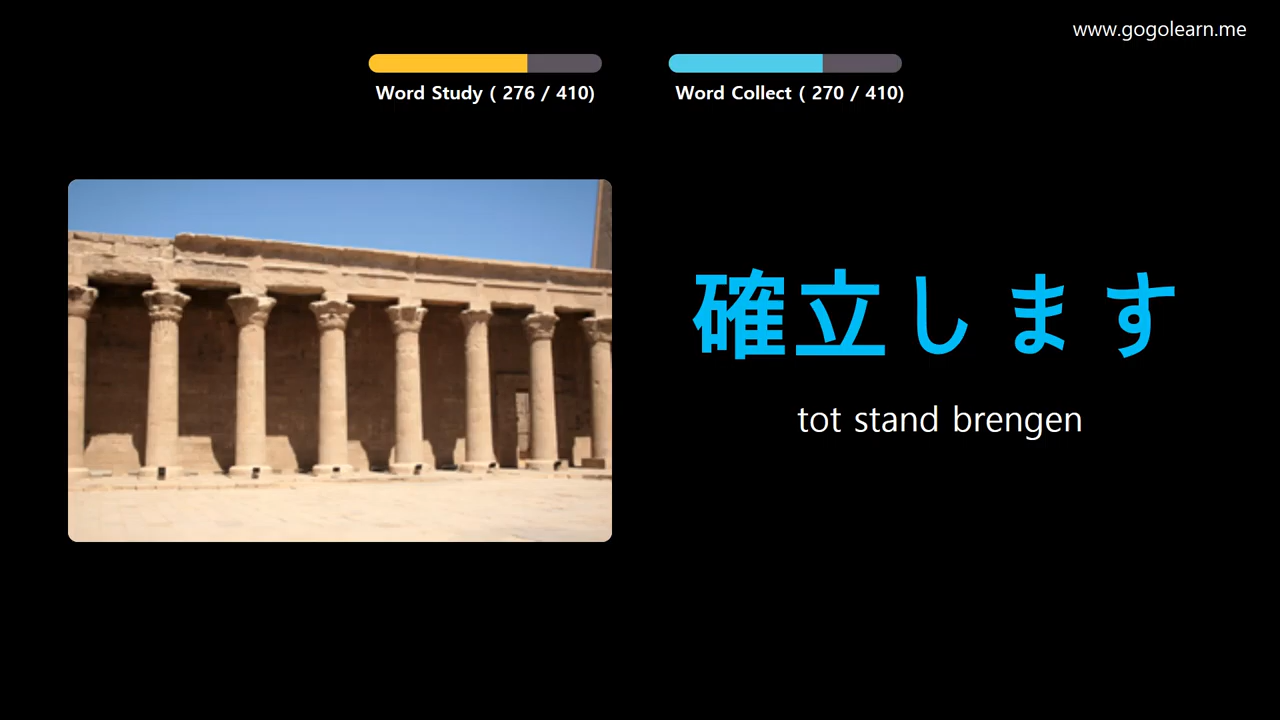 www.gogolearn.me
Word Study ( 276 / 410)
Word Collect ( 270 / 410)
確立します
tot stand brengen